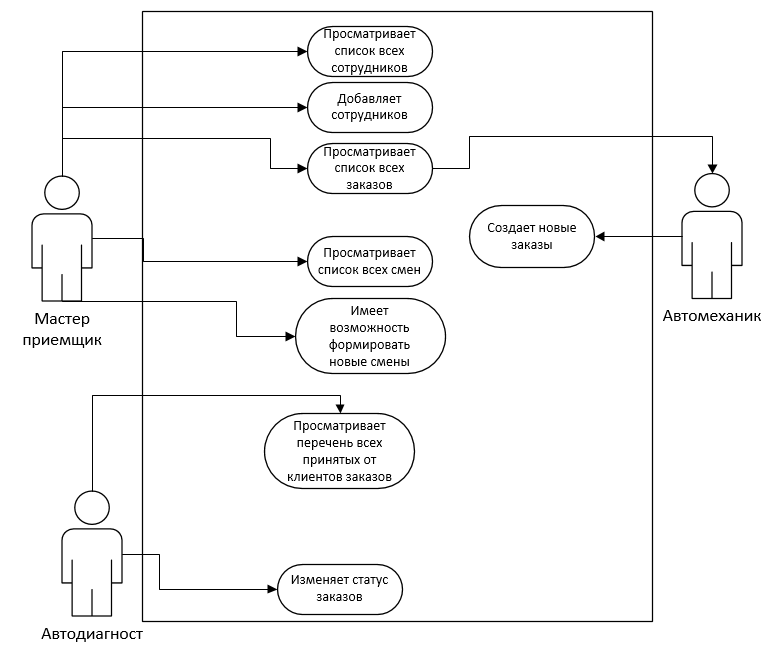 Просматривает
список всех
сотрудников
Добавляет
сотрудников
Просматривает
список всех
заказов
Создает новые
заказы
Просматривает
список всех смен
Мастер
приемщик
Автомеханик
Имеет
возможность
формировать
новые смены
Просматривает
перечень всех
принятых от
клиентов заказов
Изменяет статус
заказов
Автодиагност